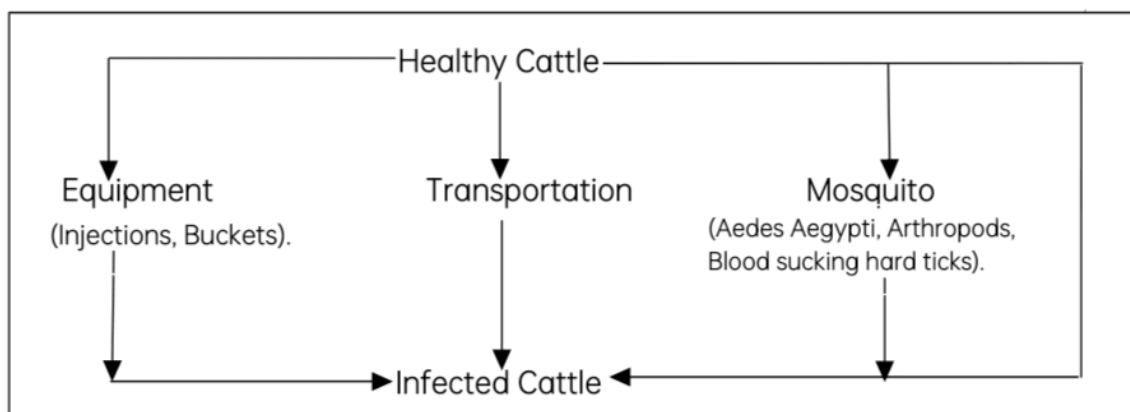 Healthy Cattle
Equipment
(Injections, Buckets).
Transportation
Mosquito
(Aedes Aegypti, Arthropods,
Blood sucking hard ticks).
Infected Cattle